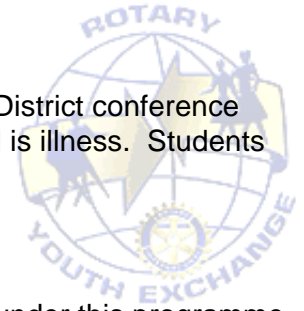 ROTARY
District conference
is illness. Students
YOUTH EXCHANGE
under this programme